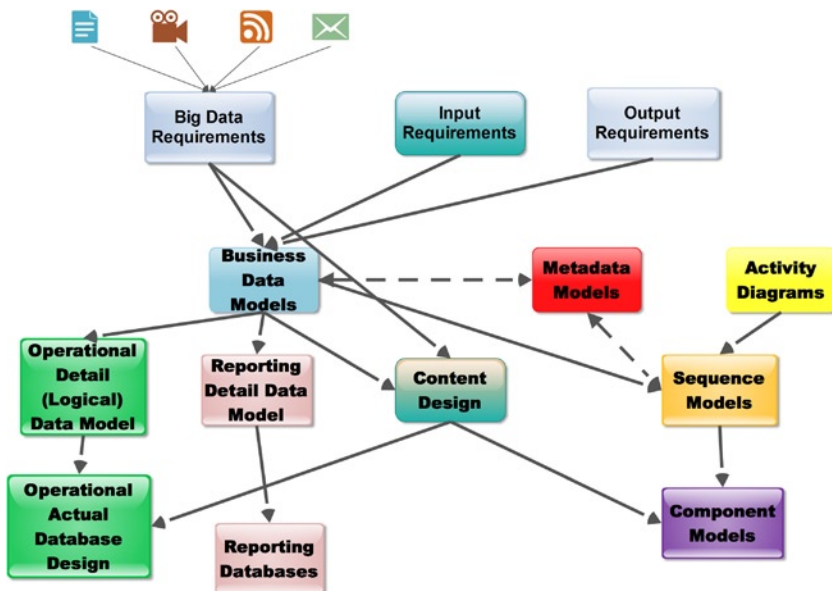 Big Data
Requirements
Input
Requirements
Output
Requirements
Business
Data
Models
Metadata
Models
Activity
Diagrams
Operational
Detail
(Logical)
Data Model
Reporting
Detail Data
Model
Content
Design
Sequence
Models
Operational
Actual
Database
Design
Reporting
Databases
Component
Models